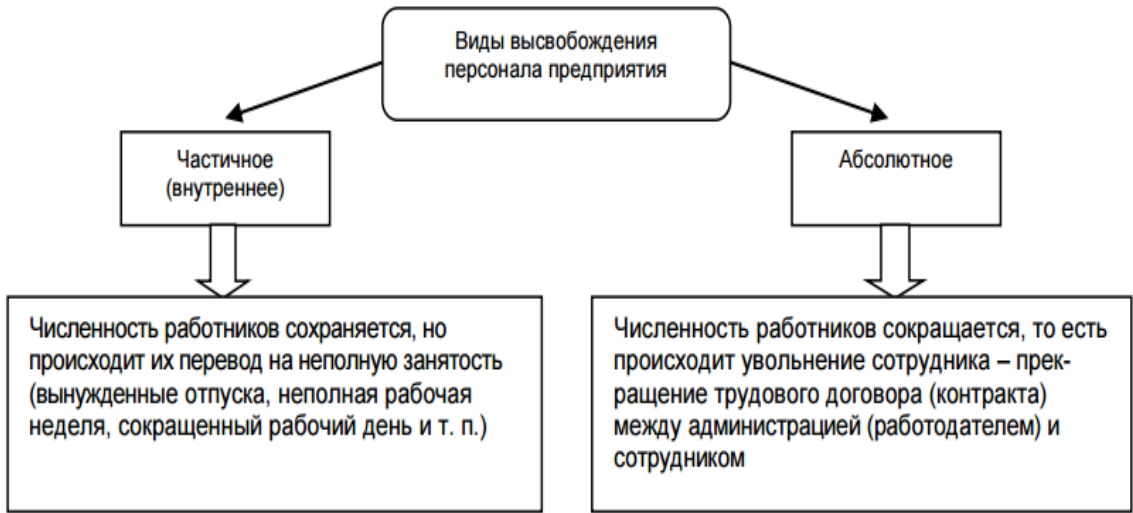 Виды высвобождения
персонала предприятия
Частичное
(внутреннее)
Абсолютное
Численность работников сохраняется, но
происходит их перевод на неполную занятость
(вынужденные отпуска, неполная рабочая
неделя, сокращенный рабочий день и т. п.)
Численность работников сокращается, то есть
происходит увольнение сотрудника – прек-
ращение трудового договора (контракта)
между администрацией (работодателем) и
сотрудником